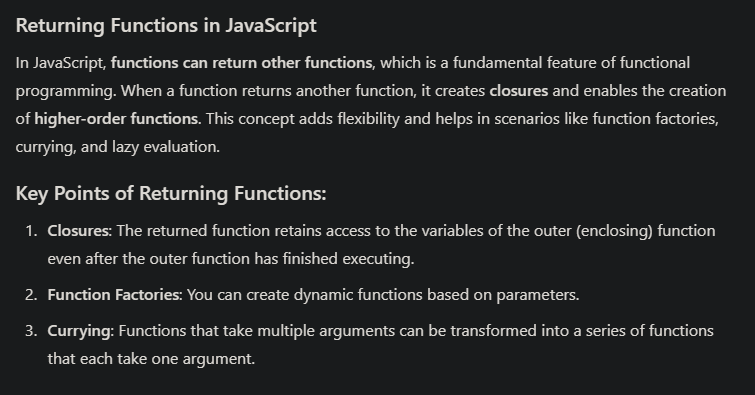 Returning Functions in JavaScript
In JavaScript, functions can return other functions, which is a fundamental feature of functional
programming. When a function returns another function, it creates closures and enables the creation
of higher-order functions. This concept adds flexibility and helps in scenarios like function factories,
currying, and lazy evaluation.
Key Points of Returning Functions:
1. Closures: The returned function retains access to the variables of the outer (enclosing) function
even after the outer function has finished executing.
2. Function Factories: You can create dynamic functions based on parameters.
3. Currying: Functions that take multiple arguments can be transformed into a series of functions
that each take one argument.